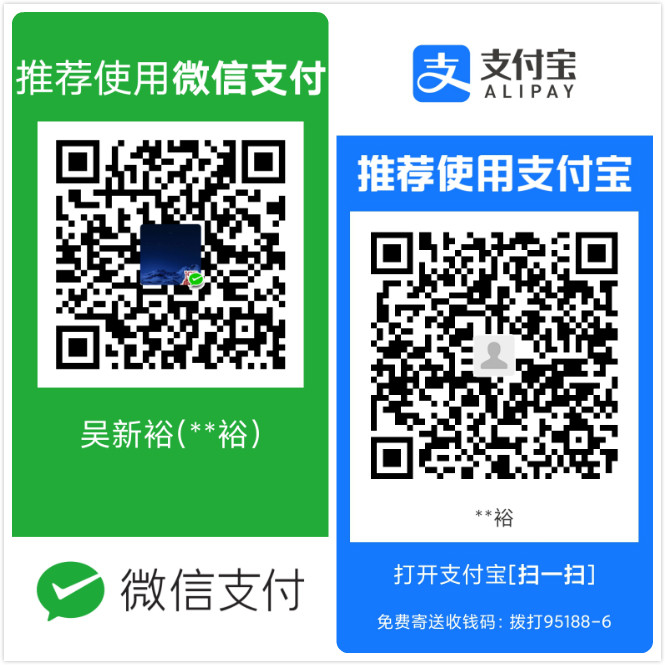 推荐使用微信支付
吴新裕(**裕)
微信支付
支付宝
ALIPAY
推荐使用支付宝
**裕
打开支付宝[扫一扫]
免费寄送收钱码：拨打95188-6